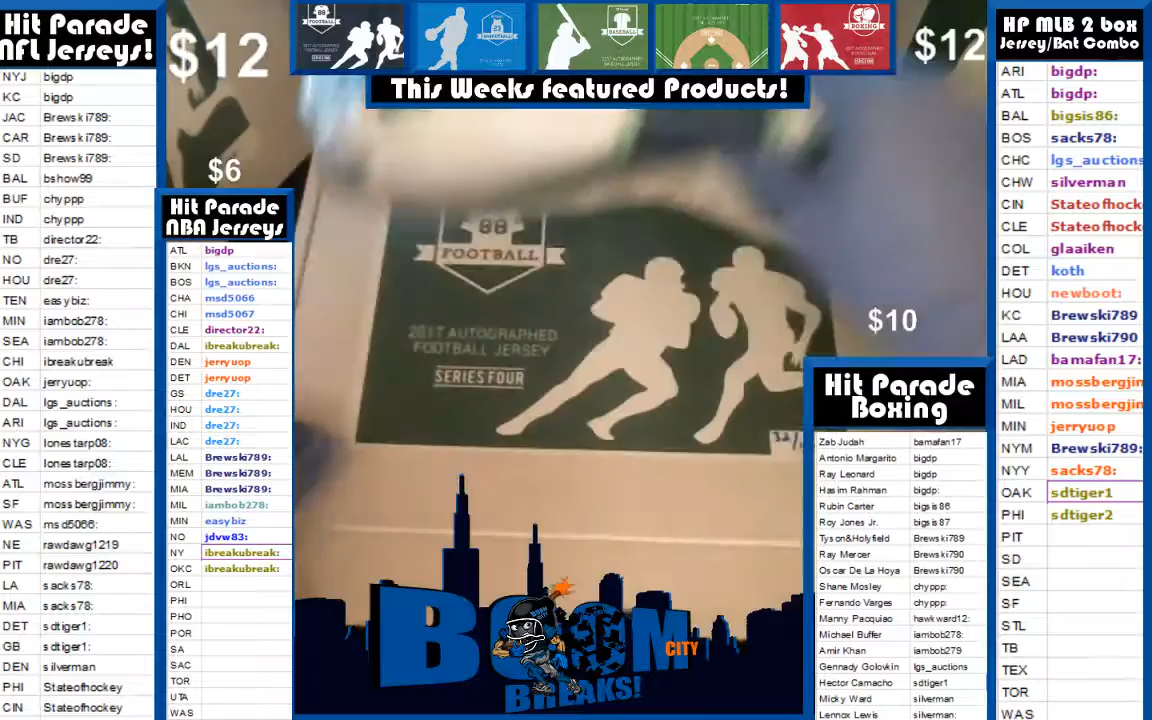 Hit Parade
NFL Jerseys!
NYJ bigdp
KC bigdp
JAC Brewski789:
CAR Brewski789:
SD Brewski789:
BAL bshow99
BUF chyppp
IND chyppp
TB director22:
NO dre27:
HOU dre27:
TEN easybiz:
MIN iambob278:
SEA iambob278:
CHI ibreakubreak
OAK jerryuop:
DAL lgs_auctions:
ARI lgs_auctions:
NYG lonestarp08:
CLE lonestarp08:
ATL mossbergjimmy:
SF mossbergjimmy:
WAS msd5066:
NE rawdawg1219
PIT rawdawg1220
LA sacks78:
MIA sacks78:
DET sdtiger1:
GB sdtiger1:
DEN silverman
PHI Stateofhockey
CIN Stateofhockey
$12
$6
Hit Parade
NBA Jerseys
ATL bigdp
BKN lgs_auctions:
BOS lgs_auctions:
CHA msd5066
CHI msd5067
CLE director22:
DAL ibreakubreak:
DEN jerryuop
DET jerryuop
GS dre27:
HOU dre27:
IND dre27:
LAC dre27:
LAL Brewski789:
MEM Brewski789:
MIA Brewski789:
MIL iambob278:
MIN easybiz
NO jdvw83:
NY ibreakubreak:
OKC ibreakubreak:
ORL
PHI
PHO
POR
SA
SAC
TOR
UTA
WAS
FOOTBALL
BASEBALL
BOXING
This Weeks Featured Products!
88
FOOTBALL
2017 AUTOGRAPHED
FOOTBALL JERSEY
SERIES FOUR
BOOM
CITY
BREAKS!
$12
$10
Hit Parade
Boxing
Zab Judah bamafan17
Antonio Margarito bigdp
Ray Leonard bigdp
Hasim Rahman bigdp:
Rubin Carter bigsis86
Roy Jones Jr. bigsis87
Tyson&Holyfield Brewski789
Ray Mercer Brewski790
Oscar De La Hoya Brewski790
Shane Mosley chyppp:
Fernando Varges chyppp:
Manny Pacquiao hawkward12:
Michael Buffer iambob278:
Amir Khan iambob279
Gennady Golovkin lgs_auctions
Hector Camacho sdtiger1
Micky Ward silverman
Lennox Lewis silverman:
HP MLB 2 box
Jersey/Bat Combo
ARI bigdp:
ATL bigdp:
BAL bigsis86:
BOS sacks78:
CHC lgs_auctions
CHW silverman
CIN Stateofhock
CLE Stateofhock
COL glaaiken
DET koth
HOU newboot:
KC Brewski789
LAA Brewski790
LAD bamafan17:
MIA mossbergjin
MIL mossbergjin
MIN jerryuop
NYM Brewski789:
NYY sacks78:
OAK sdtiger1
PHI sdtiger2
PIT
SD
SEA
SF
STL
TB
TEX
TOR
WAS